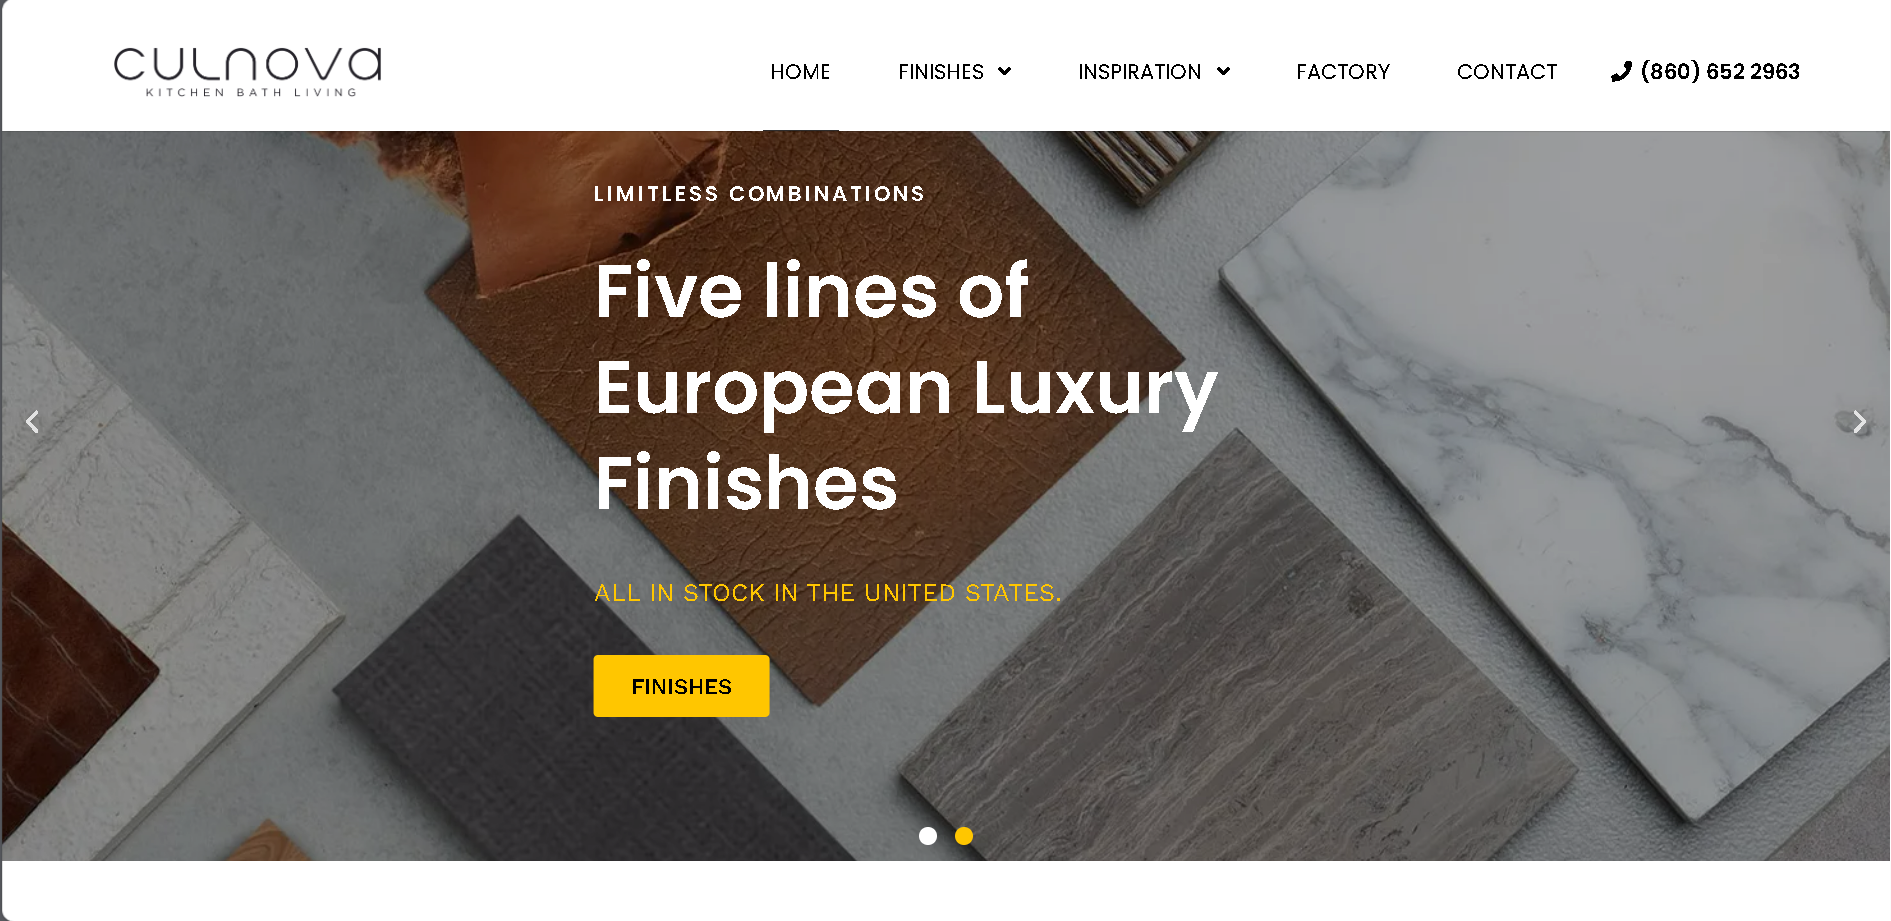 culnova
KITCHEN BATH LIVING
HOME
FINISHES
INSPIRATION
FACTORY
CONTACT
(860) 652 2963
LIMITLESS COMBINATIONS
Five lines of
European Luxury
Finishes
ALL IN STOCK IN THE UNITED STATES.
FINISHES